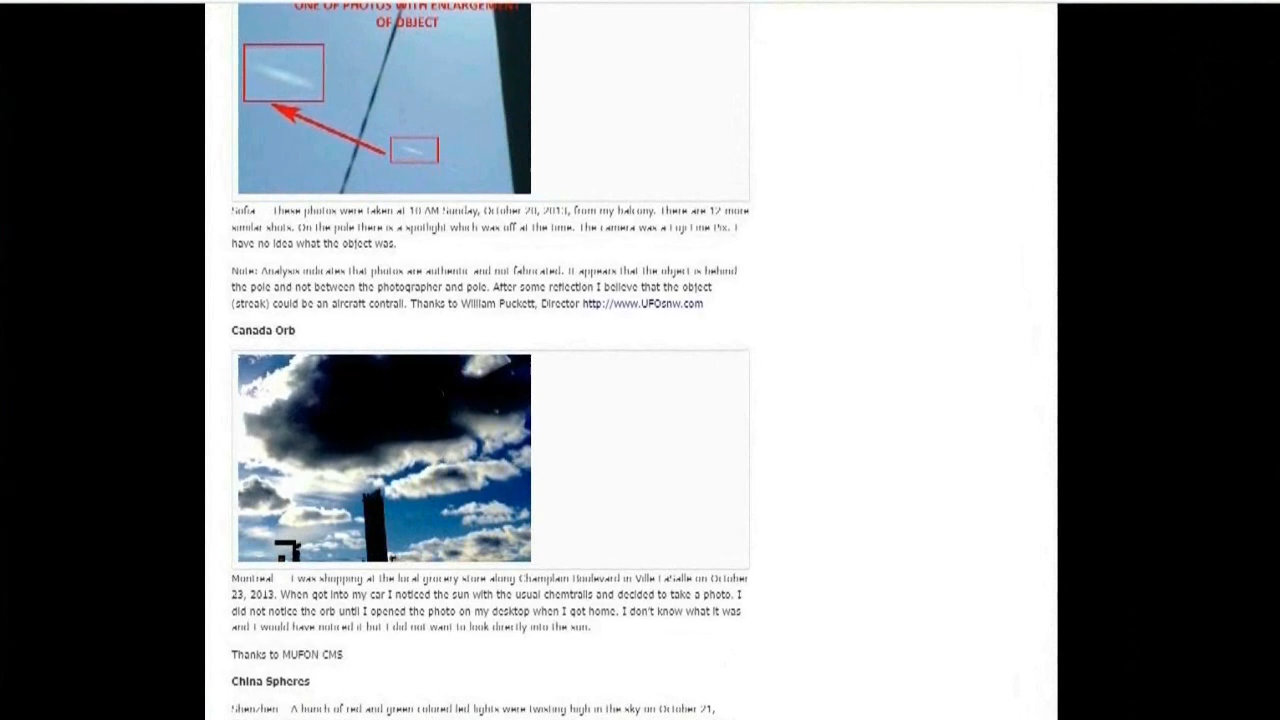 ONE OF PHOTOS WITH ENLARGEMENT
OF OBJECT
Sofia These photos were taken at 10 AM Sunday, October 20, 2013, from my balcony. There are 12 more
similar shots. On the pole there is a spotlight which was off at the time. The camera was a Fuji Fine Pix. I
have no idea what the object was.
Note: Analysis indicates that photos are authentic and not fabricated. It appears that the object is behind
the pole and not between the photographer and pole. After some reflection I believe that the object
(streak) could be an aircraft contrail. Thanks to William Puckett, Director http://www.UFOsnw.com
Canada Orb
Montreal I was shopping at the local grocery store along Champlain Boulevard in Ville LaSalle on October
23, 2013. When got into my car I noticed the sun with the usual chemtrails and decided to take a photo. I
did not notice the orb until I opened the photo on my desktop when I got home. I don't know what it was
and I would have noticed it but I did not want to look directly into the sun.
Thanks to MUFON CMS
China Spheres
Shenzhen A bunch of red and green colored led lights were twisting high in the sky on October 21,